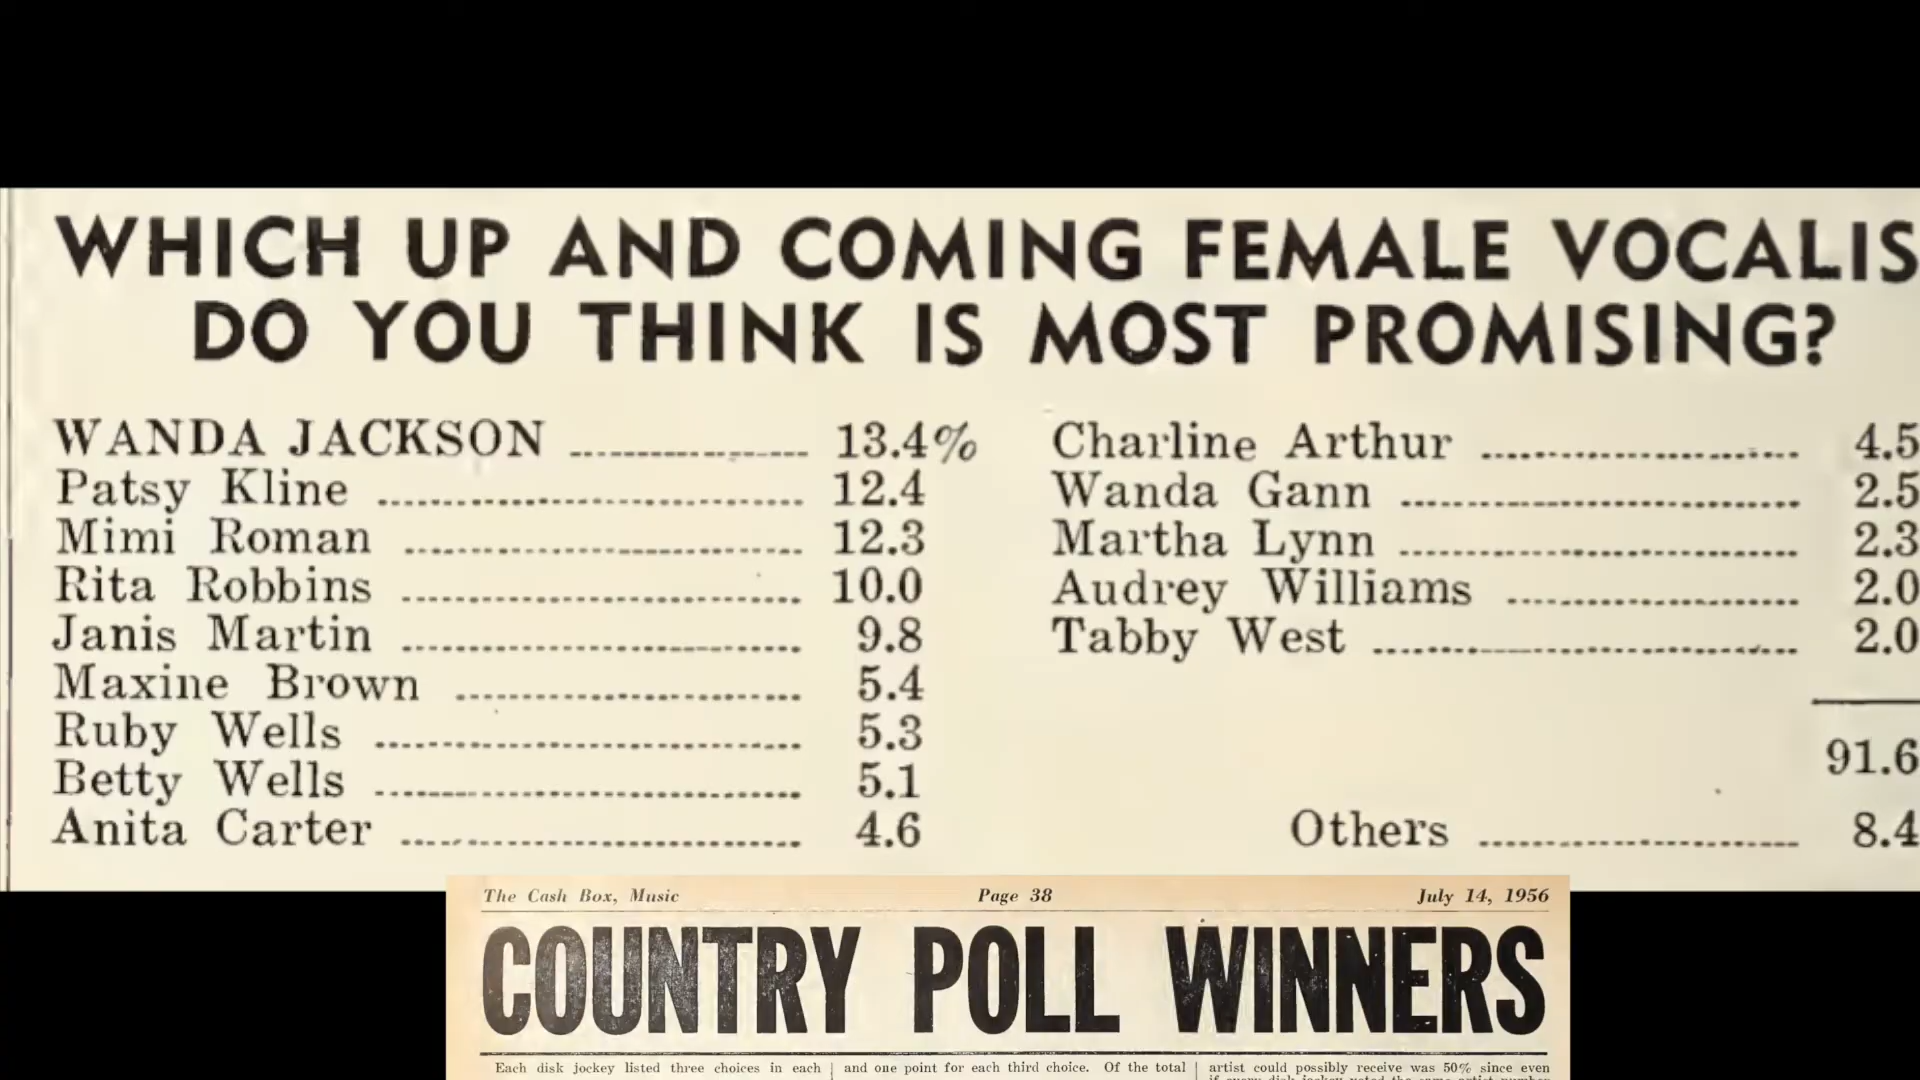 WHICH UP AND COMING FEMALE VOCALIS
DO YOU THINK IS MOST PROMISING?
WANDA JACKSON 13.4%
Patsy Kline 12.4
Mimi Roman 12.3
Rita Robbins 10.0
Janis Martin 9.8
Maxine Brown 5.4
Ruby Wells 5.3
Betty Wells 5.1
Anita Carter 4.6
Charline Arthur 4.5
Wanda Gann 2.5
Martha Lynn 2.3
Audrey Williams 2.0
Tabby West 2.0
91.6
Others 8.4
The Cash Box, Music Page 38 July 14, 1956
COUNTRY POLL WINNERS
Each disk jockey listed three choices in each
and one point for each third choice. Of the total
artist could possibly receive was 50% since even